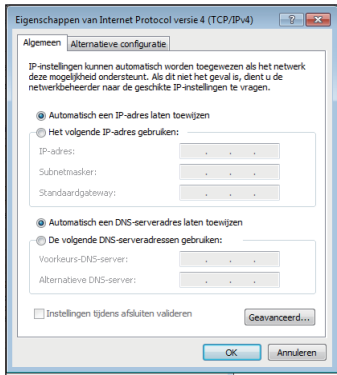 Eigenschappen van Internet Protocol versie 4 (TCP/IPv4)
Algemeen
Alternatieve configuratie
IP-instellingen kunnen automatisch worden toegewezen als het netwerk
deze mogelijkheid ondersteunt. Als dit niet het geval is, dient u de
netwerkbeheerder naar de geschikte IP-instellingen te vragen.
Automatisch een IP-adres laten toewijzen
Het volgende IP-adres gebruiken:
IP-adres:
Subnetmasker:
Standaardgateway:
Automatisch een DNS-serveradres laten toewijzen
De volgende DNS-serveradressen gebruiken:
Voorkeurs-DNS-server:
Alternatieve DNS-server:
Instellingen tijdens afsluiten valideren
Geavanceerd...
OK
Annuleren